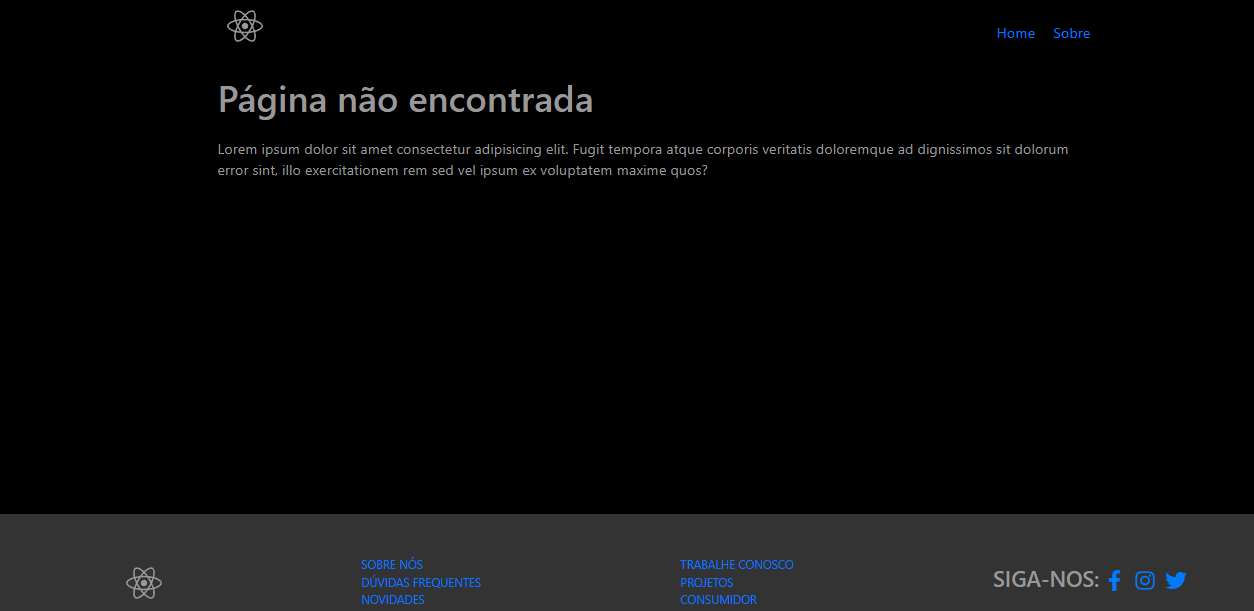 Home Sobre
Página não encontrada
Lorem ipsum dolor sit amet consectetur adipisicing elit. Fugit tempora atque corporis veritatis doloremque ad dignissimos sit dolorum
error sint, illo exercitationem rem sed vel ipsum ex voluptatem maxime quos?
SOBRE NÓS
DÚVIDAS FREQUENTES
NOVIDADES
TRABALHE CONOSCO
PROJETOS
CONSUMIDOR
SIGA-NOS: